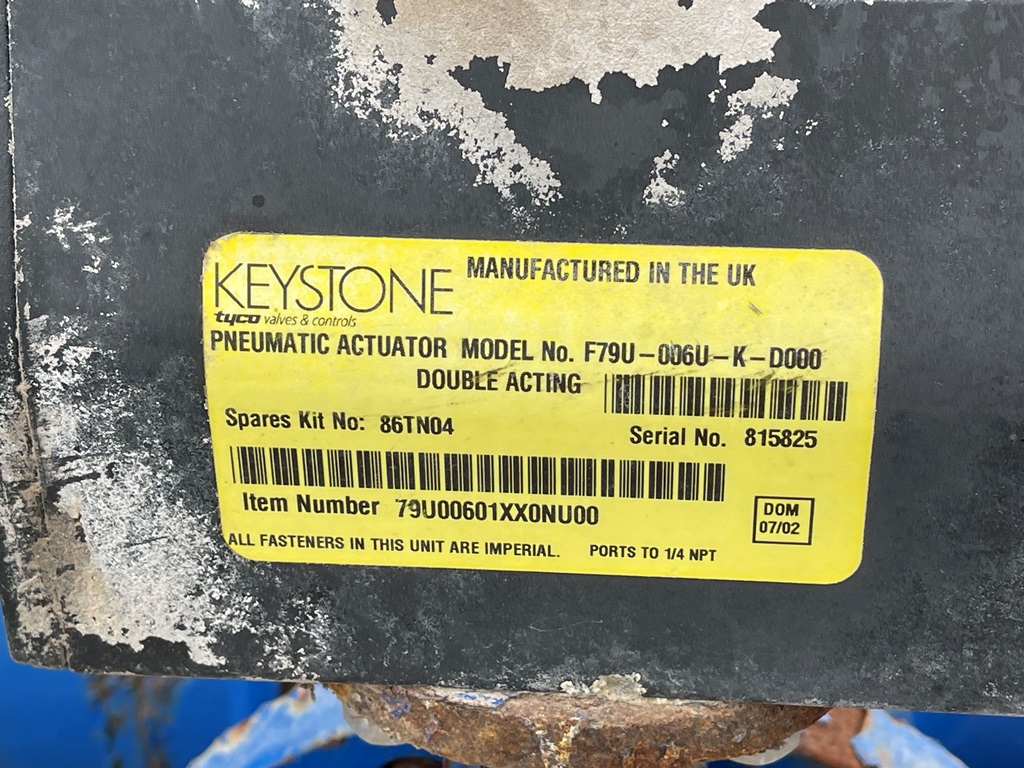 KEYSTONE
tyco valves & controls
MANUFACTURED IN THE UK
PNEUMATIC ACTUATOR MODEL No. F79U-006U-K-D000
DOUBLE ACTING
Spares Kit No: 86TN04
Serial No. 815825
Item Number 79U00601XX0NU00
DOM
07/02
ALL FASTENERS IN THIS UNIT ARE IMPERIAL. PORTS TO 1/4 NPT